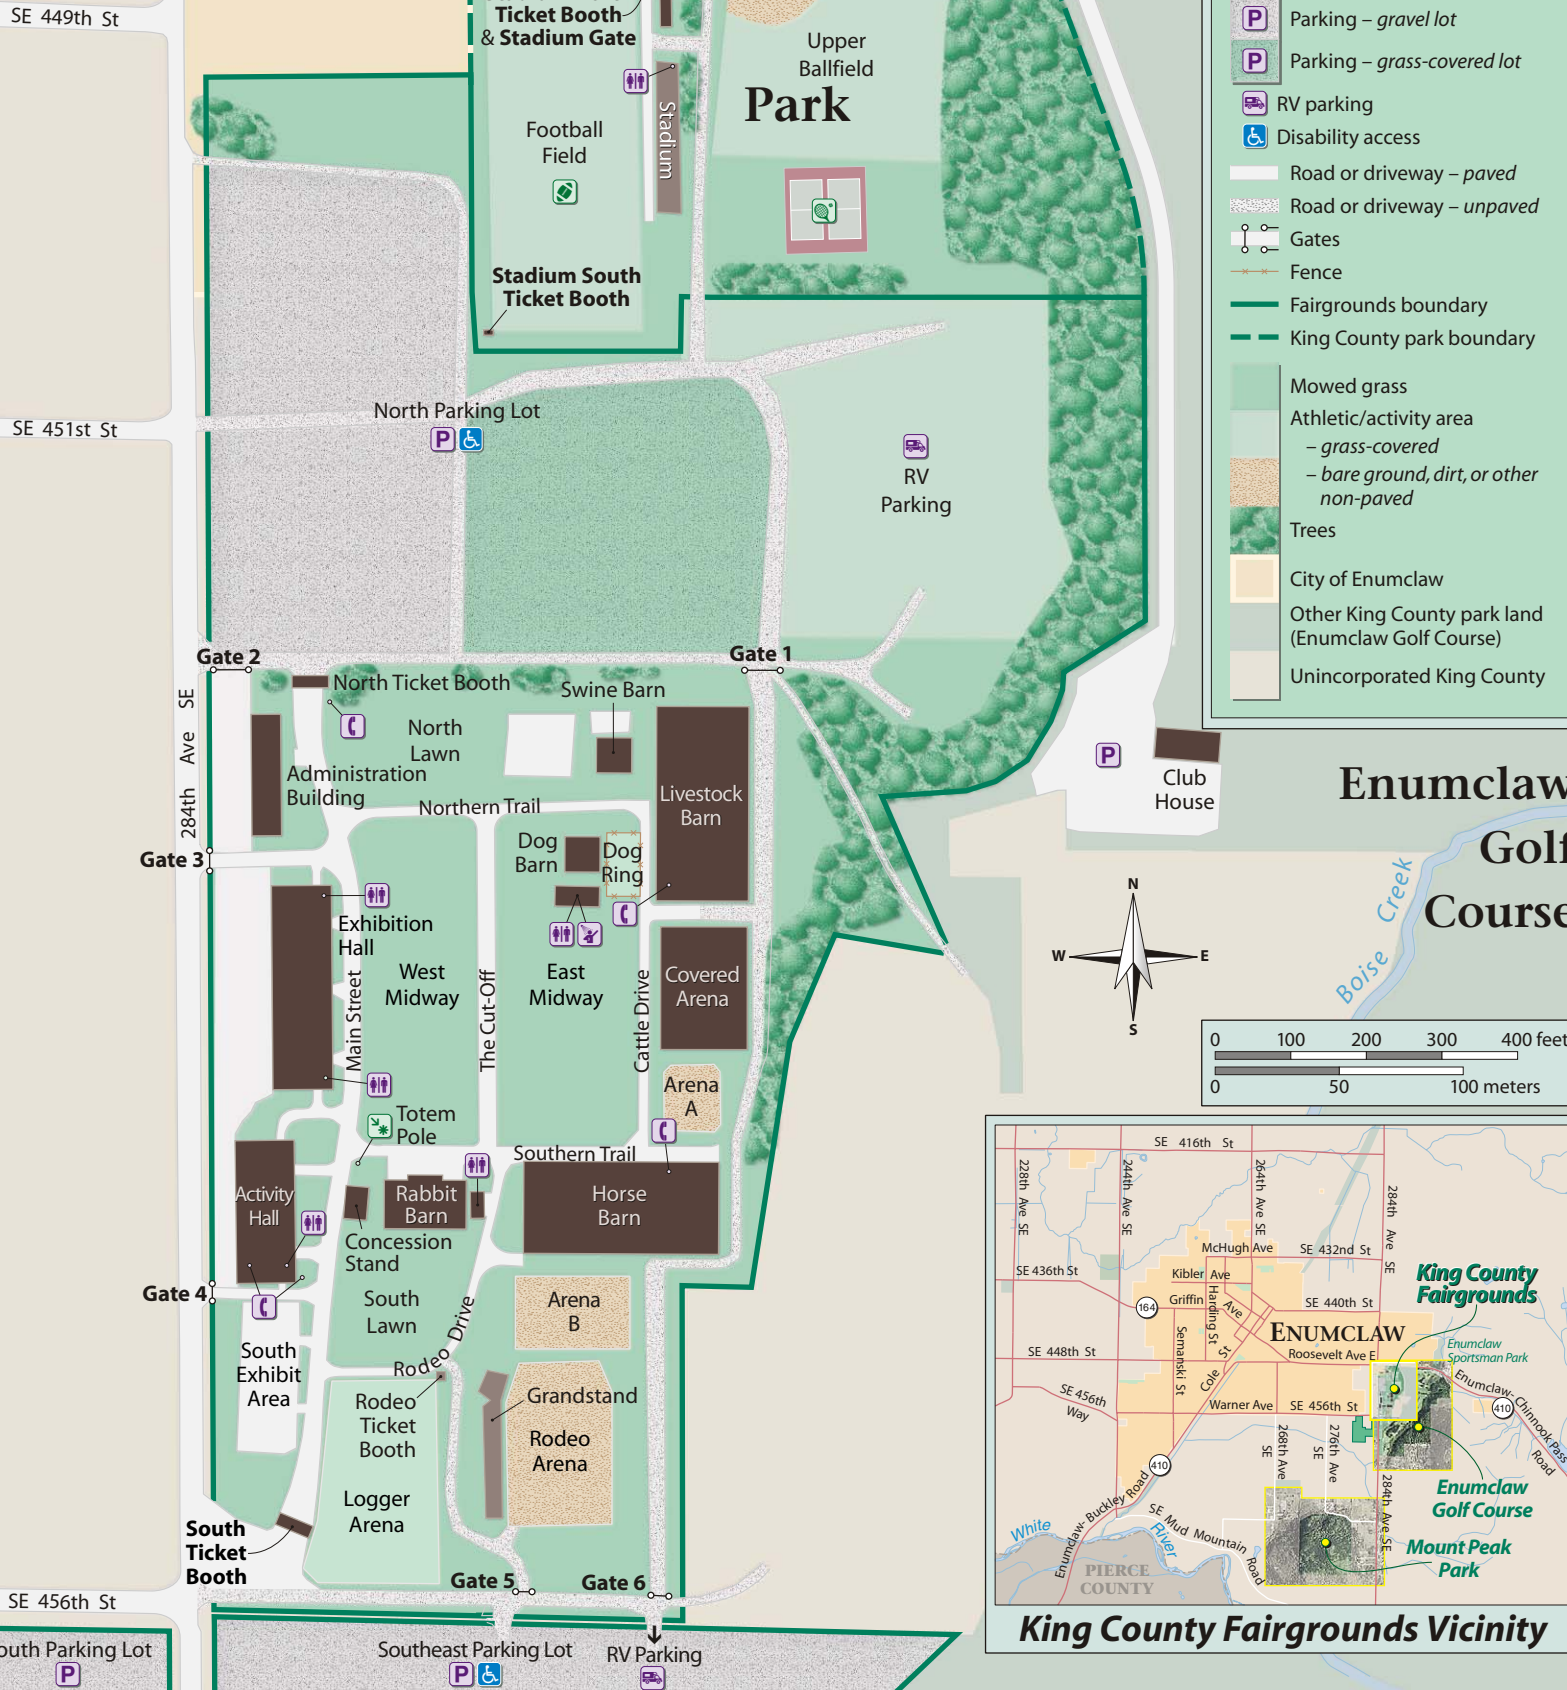 SE 449th St
Ticket Booth
& Stadium Gate
Upper
Ballfield
Park
Stadium
Football
Field
Stadium South
Ticket Booth
P Parking – gravel lot
P Parking – grass-covered lot
RV parking
Disability access
Road or driveway – paved
Road or driveway – unpaved
Gates
Fence
Fairgrounds boundary
King County park boundary
Mowed grass
Athletic/activity area
– grass-covered
– bare ground, dirt, or other
non-paved
Trees
City of Enumclaw
Other King County park land
(Enumclaw Golf Course)
Unincorporated King County
SE 451st St
North Parking Lot
P
RV
Parking
Gate 2
Gate 1
284th Ave SE
North Ticket Booth
Swine Barn
North
Lawn
Administration
Building
Northern Trail
Livestock
Barn
P
Club
House
Enumclaw
Golf
Course
Gate 3
Dog
Barn
Dog
Ring
Exhibition
Hall
West
Midway
East
Midway
Main Street
The Cut-Off
Cattle Drive
Covered
Arena
Arena
A
N
W
E
S
Boise Creek
0 100 200 300 400 feet
0 50 100 meters
Totem
Pole
Southern Trail
Activity
Hall
Rabbit
Barn
Horse
Barn
Concession
Stand
Gate 4
South
Lawn
Arena
B
South
Exhibit
Area
Rodeo Drive
Rodeo
Ticket
Booth
Grandstand
Rodeo
Arena
Logger
Arena
South
Ticket
Booth
Gate 5
Gate 6
SE 456th St
outh Parking Lot
P
Southeast Parking Lot
P
RV Parking
SE 416th St
228th Ave SE
244th Ave SE
264th Ave SE
284th Ave SE
McHugh Ave
SE 432nd St
SE 436th St
Kibler Ave
King County
Fairgrounds
164
Griffin Ave
Harding St
SE 440th St
ENUMCLAW
Semanski St
Enumclaw
Sportsman Park
SE 448th St
Roosevelt Ave E
Cole St
SE 456th
Way
Warner Ave
SE 456th St
Enumclaw-Chinook Pass
Road
410
268th Ave
SE
276th Ave
SE
410
Enumclaw-Buckley Road
284th Ave SE
Enumclaw
Golf Course
SE Mud Mountain Road
White River
Mount Peak
Park
PIERCE
COUNTY
King County Fairgrounds Vicinity